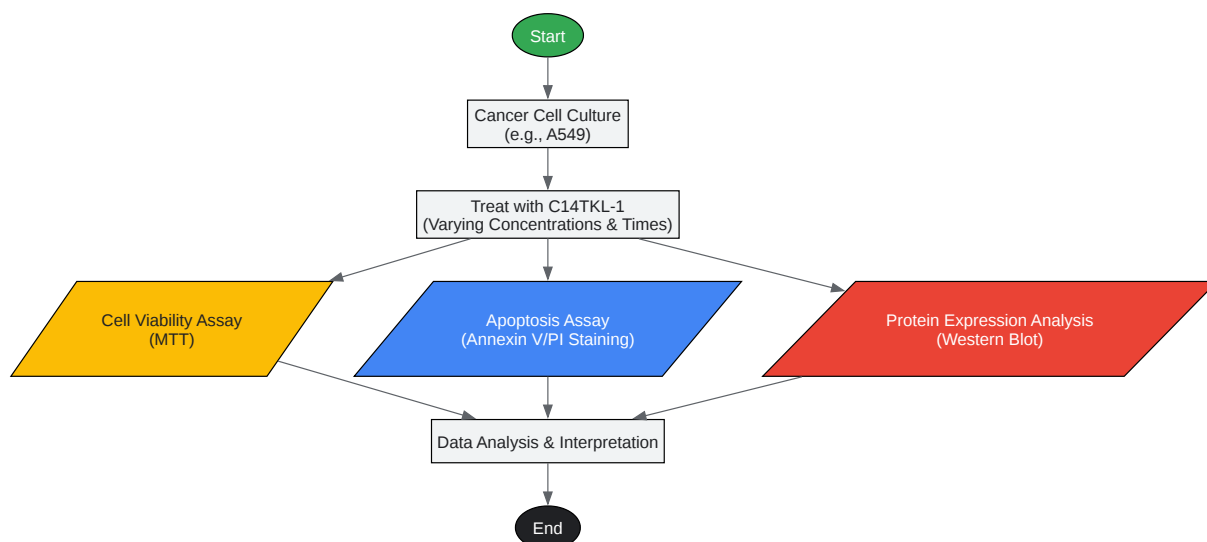 Start
Cancer Cell Culture
(e.g., A549)
Treat with C14TKL-1
(Varying Concentrations & Times)
Cell Viability Assay
(MTT)
Apoptosis Assay
(Annexin V/PI Staining)
Protein Expression Analysis
(Western Blot)
Data Analysis & Interpretation
End